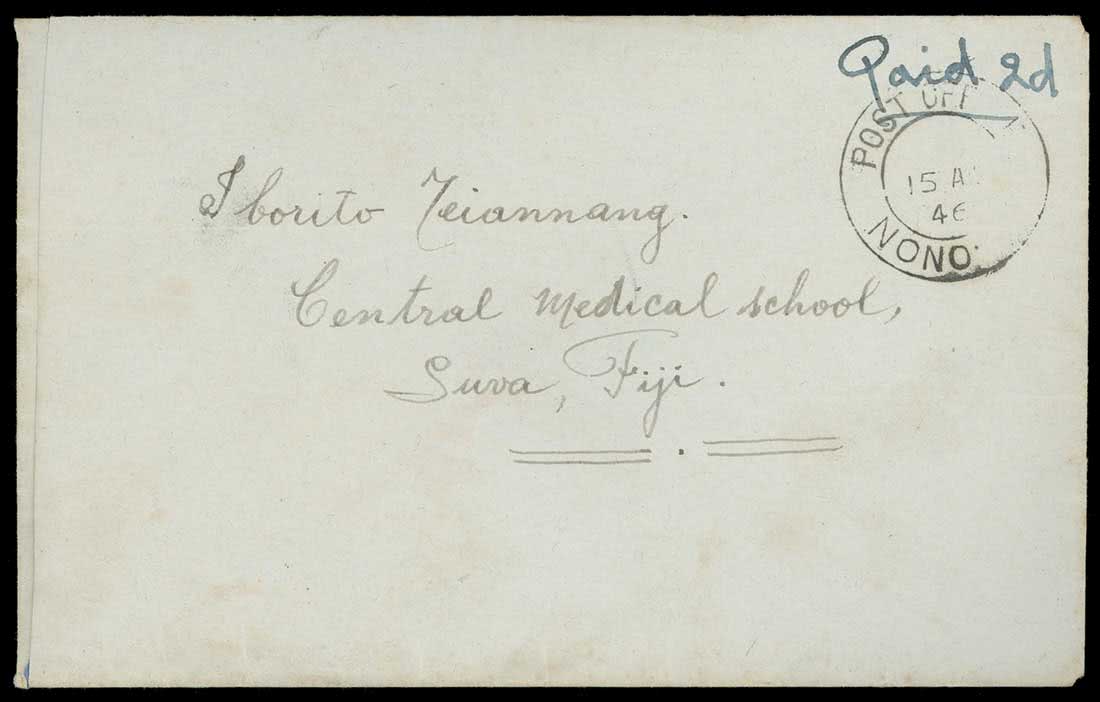 Paid 2d
POST OFF
15 A
46
NONO
Iborito Teiannang.
Central Medical school,
Suva, Fiji.